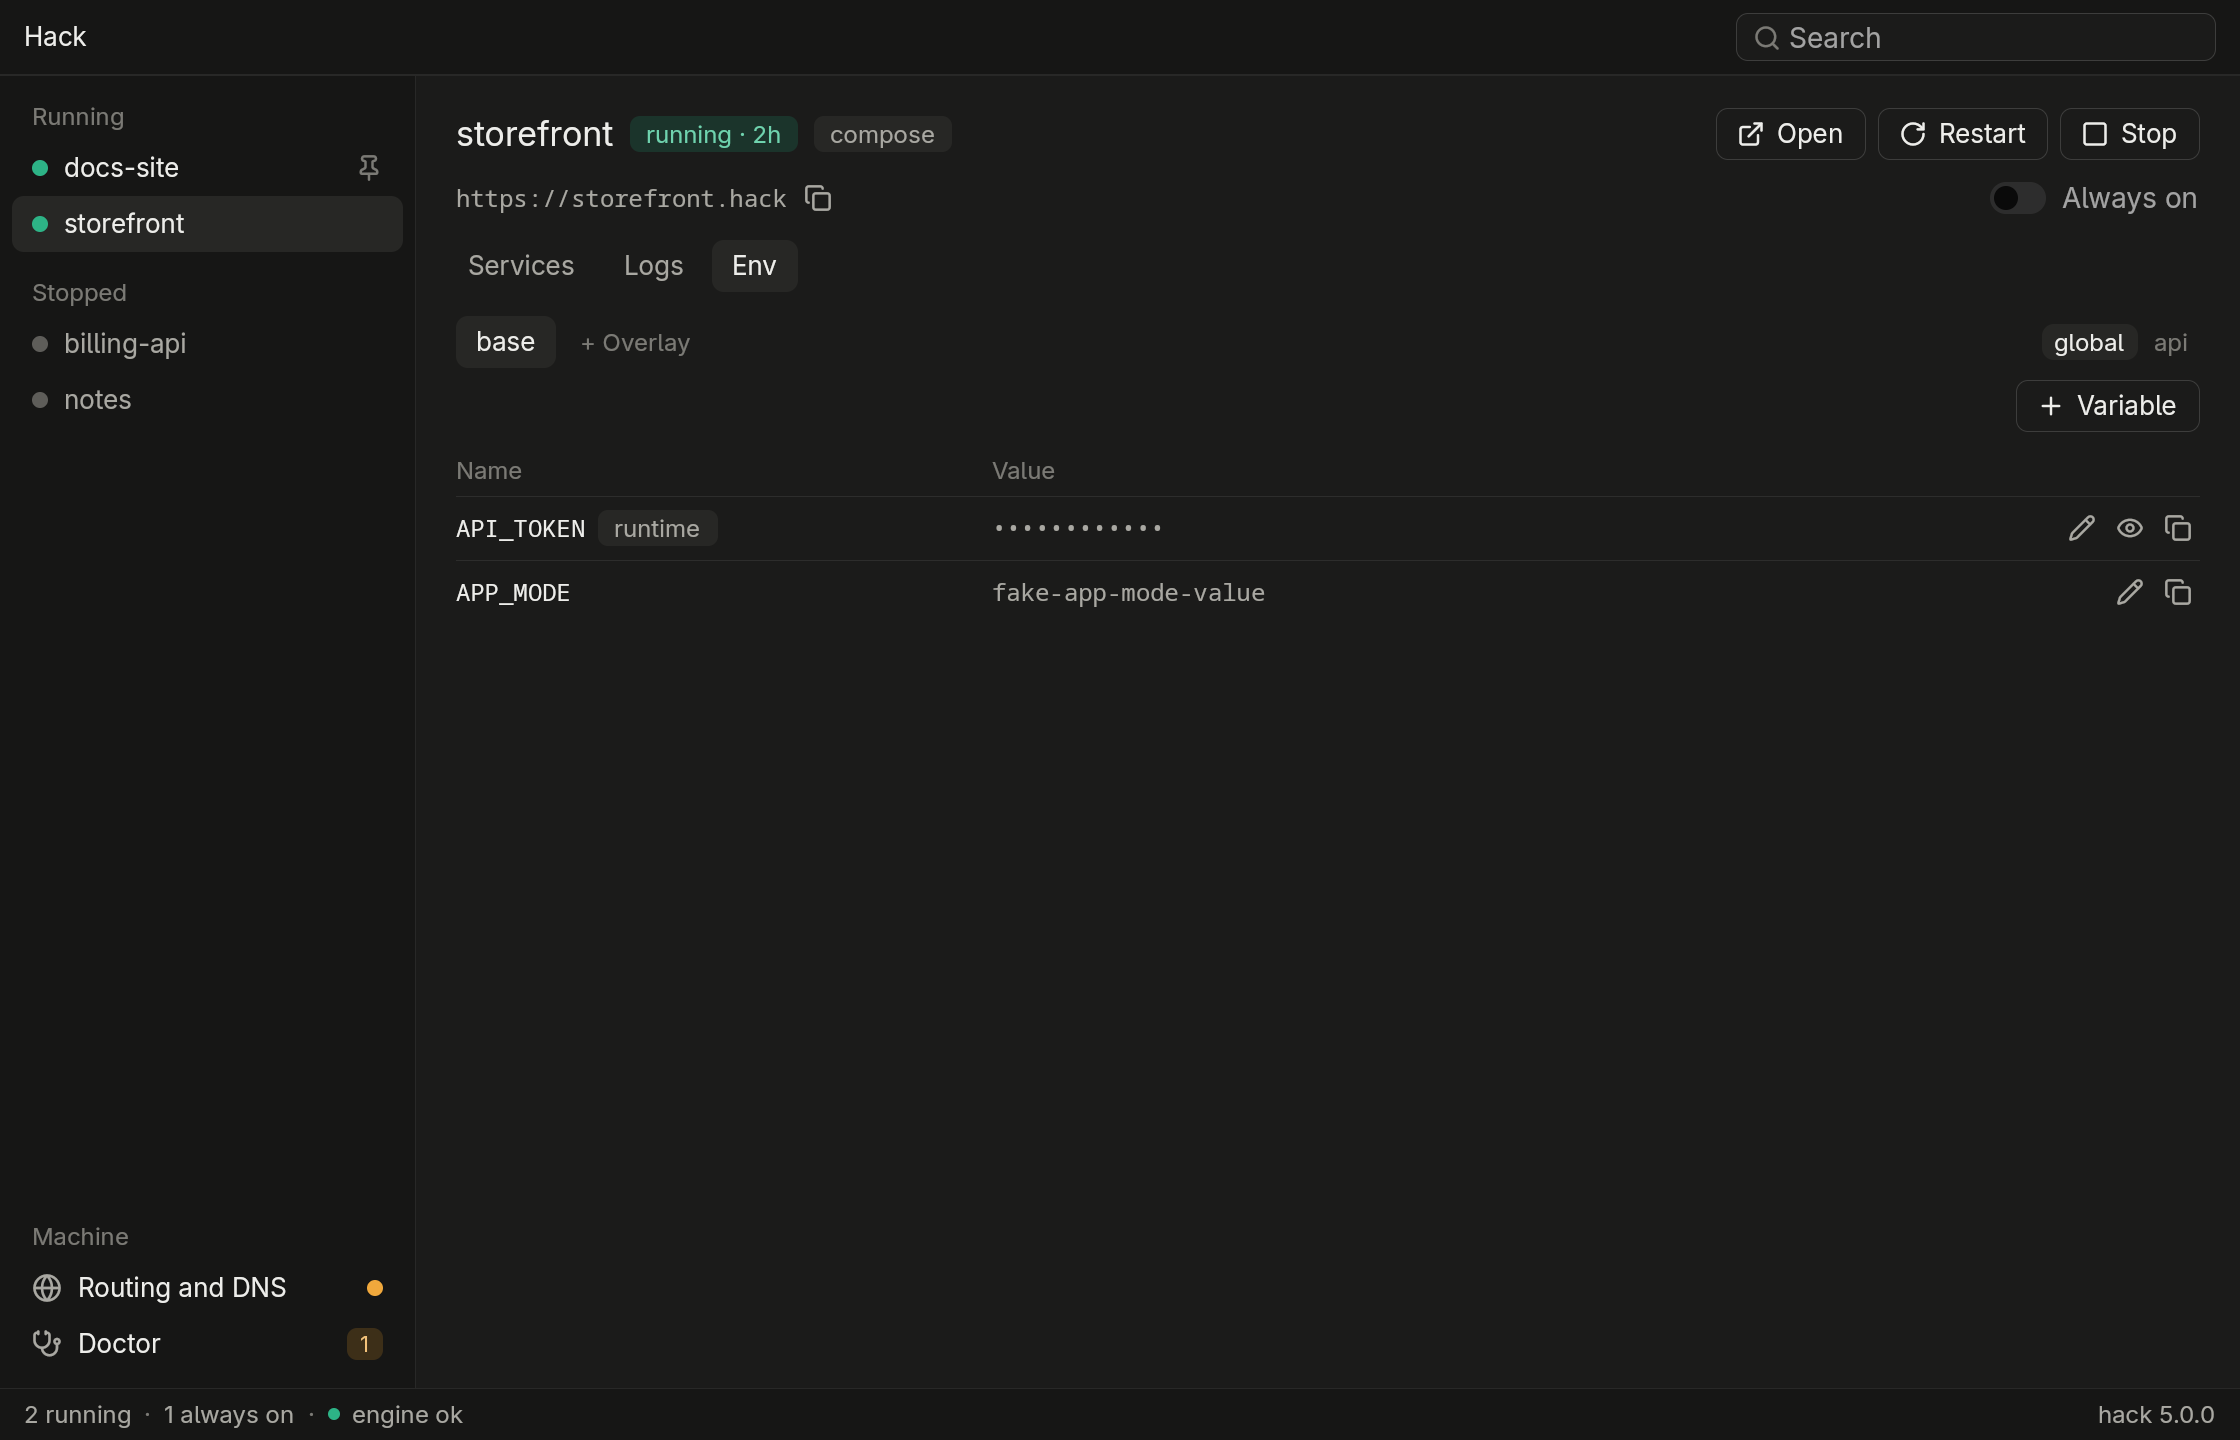 Hack
Search
Running
docs-site
storefront
Stopped
billing-api
notes
Machine
Routing and DNS
Doctor 1
storefront running · 2h compose
Open Restart Stop
https://storefront.hack
Always on
Services Logs Env
base + Overlay
global api
+ Variable
Name Value
API_TOKEN runtime ••••••••••••
APP_MODE fake-app-mode-value
2 running · 1 always on · engine ok
hack 5.0.0